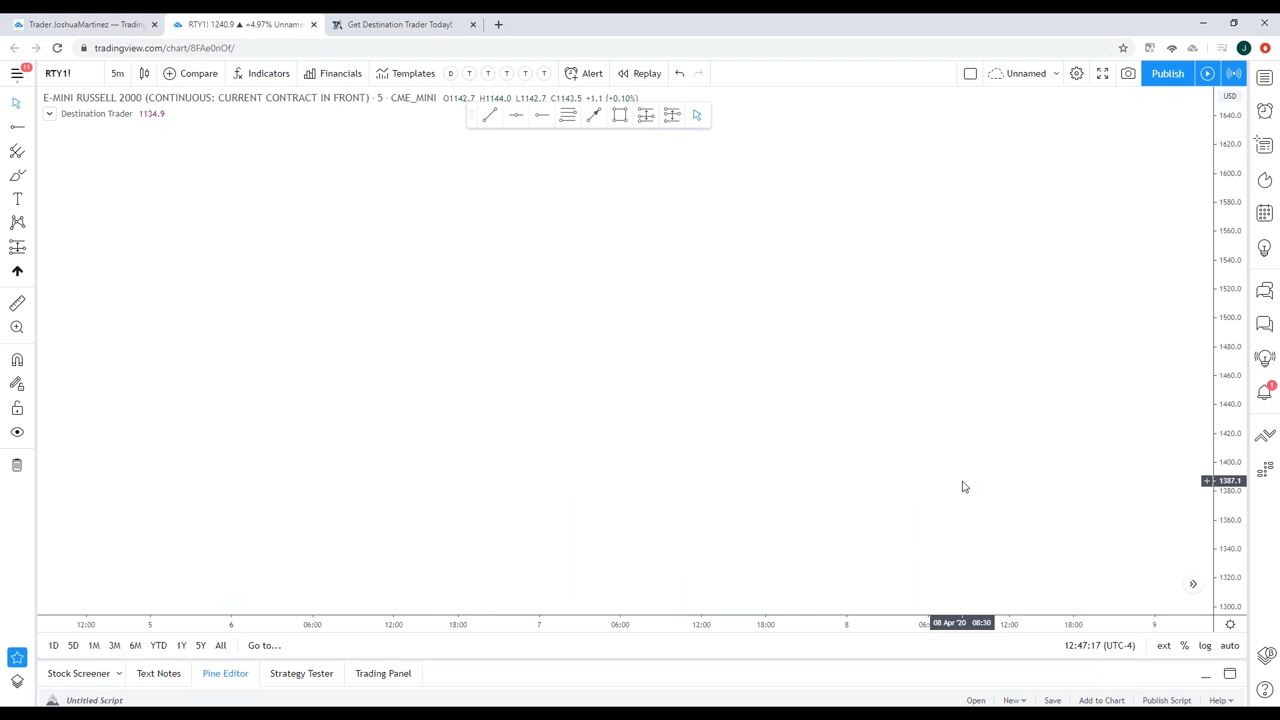 Trader JoshuaMartinez — Trading
RTY1! 1240.9 ▲ +4.97% Unname
Get Destination Trader Today!
tradingview.com/chart/8FAe0nOf/
J
11
RTY1!
5m
Compare
Indicators
Financials
Templates
T
T
T
T
Alert
Replay
Unnamed
Publish
E-MINI RUSSELL 2000 (CONTINUOUS: CURRENT CONTRACT IN FRONT) · 5 · CME_MINI O1142.7 H1144.0 L1142.7 C1143.5 +1.1 (+0.10%)
USD
Destination Trader 1134.9
1640.0
1620.0
1600.0
1580.0
1560.0
1540.0
1520.0
1500.0
1480.0
1460.0
1440.0
1420.0
1400.0
1387.1
1380.0
1360.0
1340.0
1320.0
1300.0
1
12:00 5 6 06:00 12:00 18:00 7 06:00 12:00 18:00 8 06: 08 Apr '20 08:30 12:00 18:00 9
1D 5D 1M 3M 6M YTD 1Y 5Y All Go to... 12:47:17 (UTC-4) ext % log auto
Stock Screener Text Notes Pine Editor Strategy Tester Trading Panel
Untitled Script Open New Save Add to Chart Publish Script Help